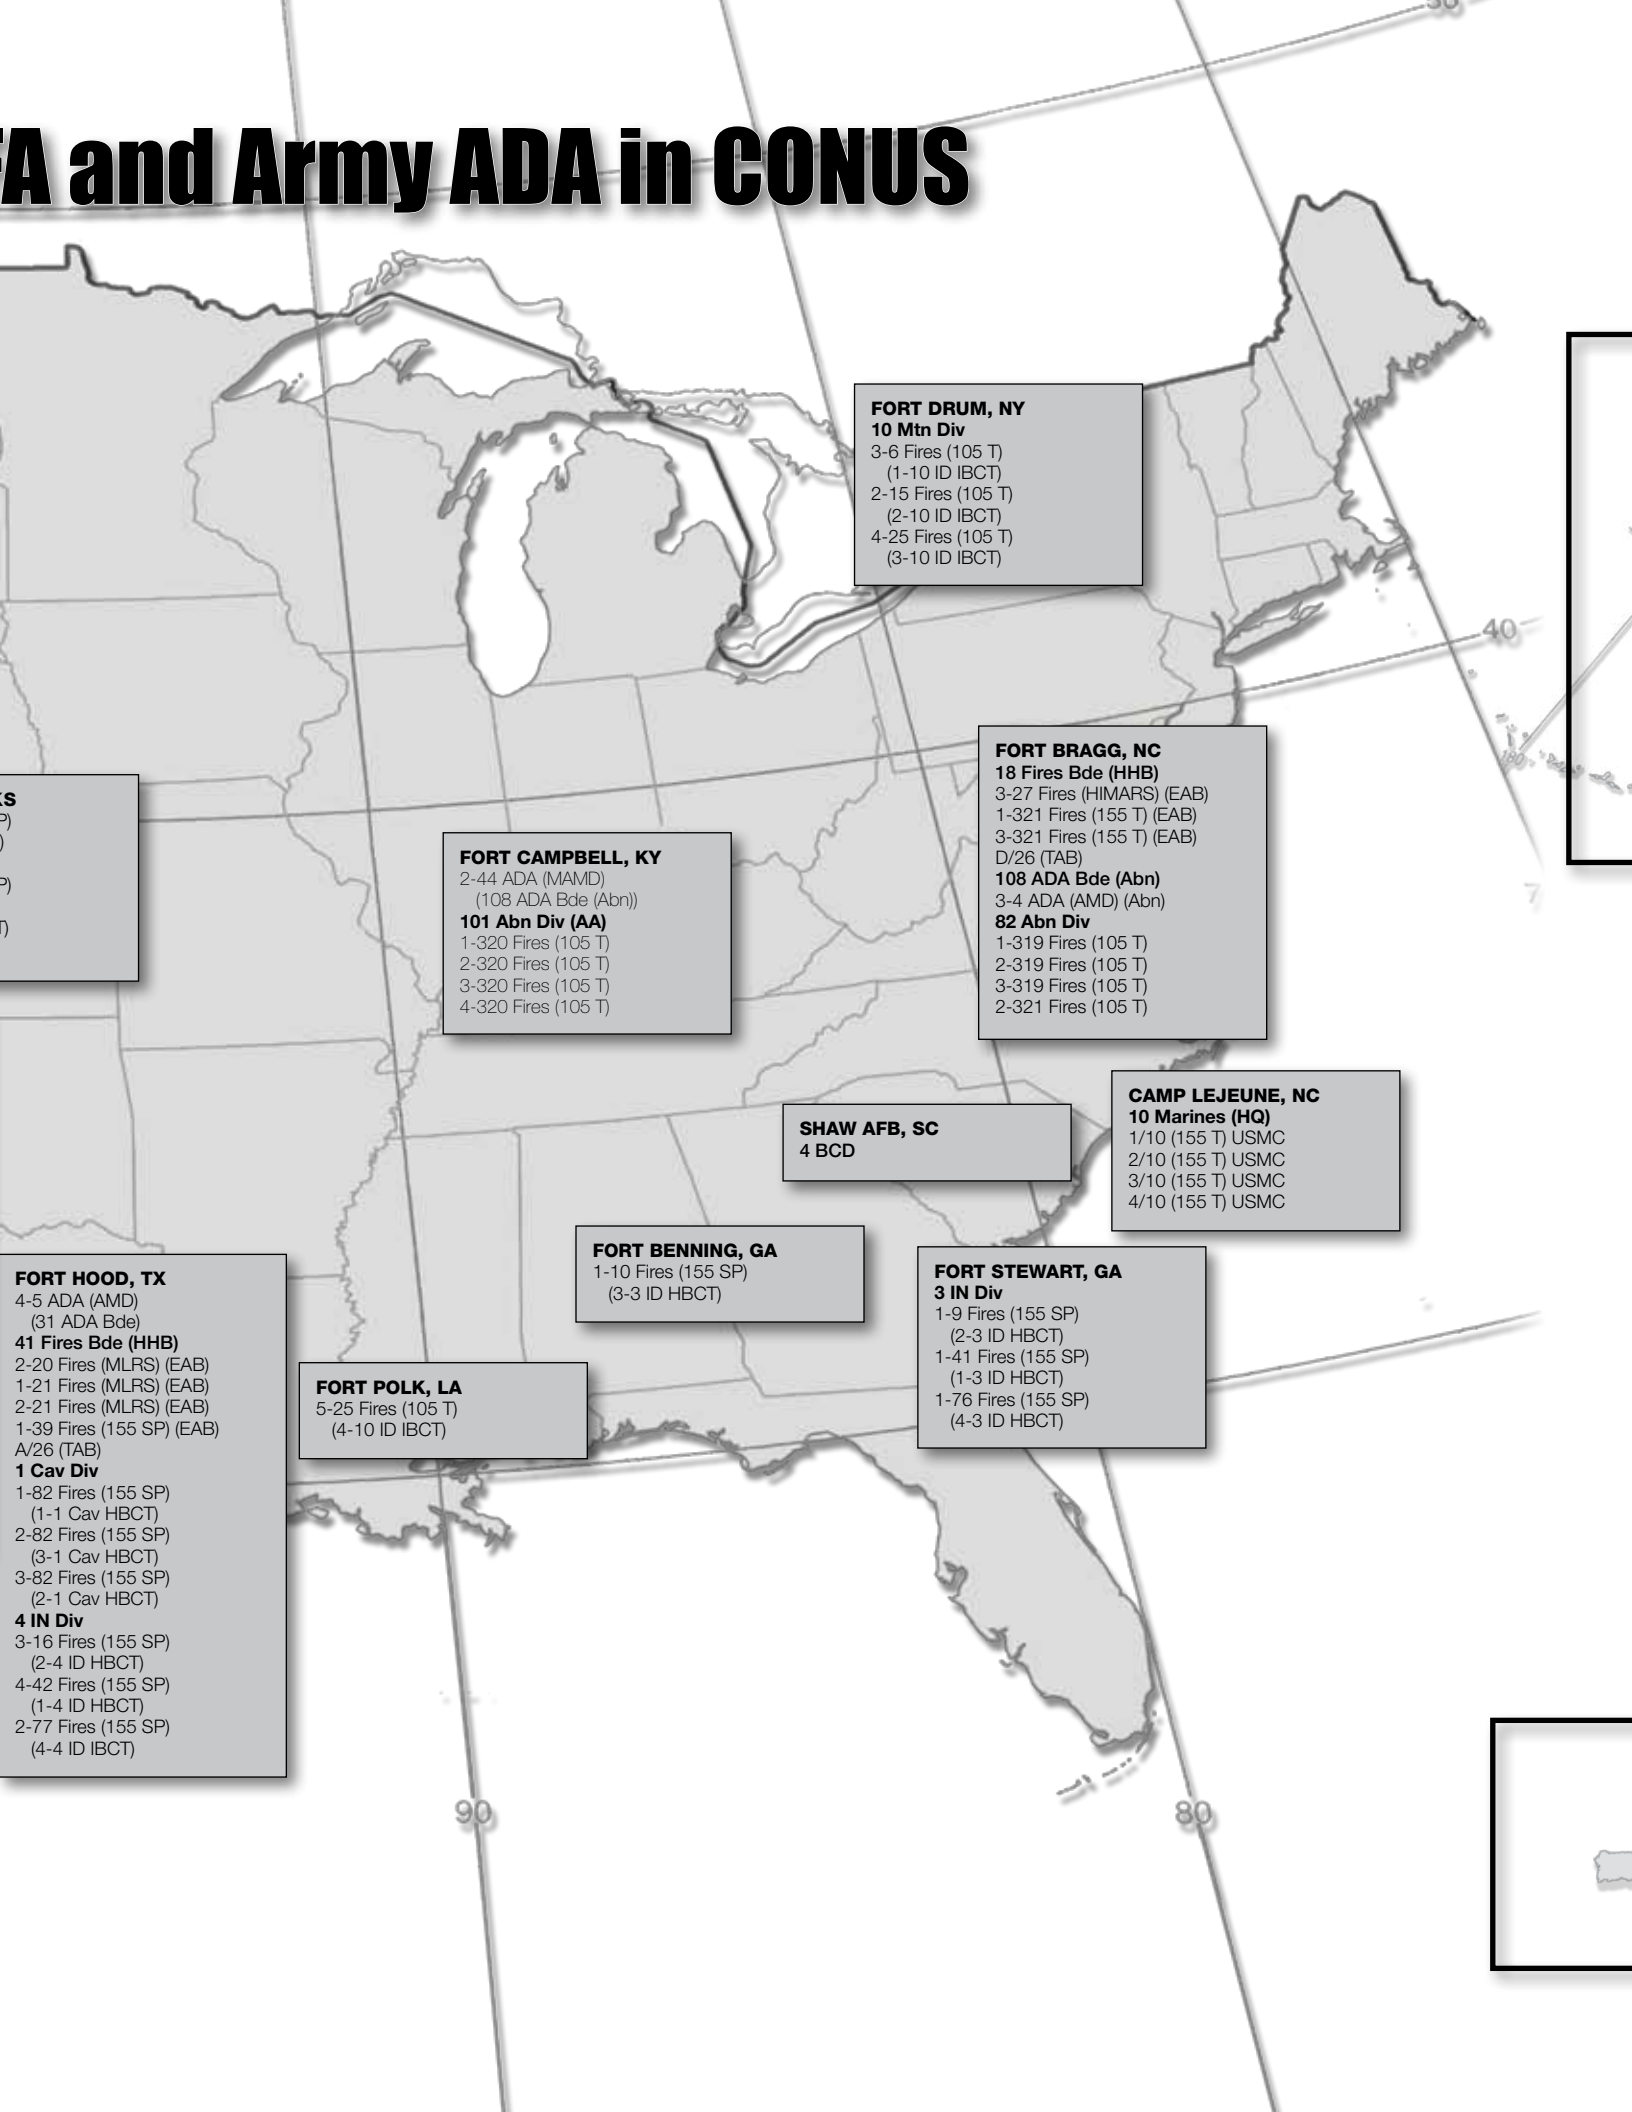 FA and Army ADA in CONUS
FORT DRUM, NY
10 Mtn Div
3-6 Fires (105 T)
(1-10 ID IBCT)
2-15 Fires (105 T)
(2-10 ID IBCT)
4-25 Fires (105 T)
(3-10 ID IBCT)
40
FORT BRAGG, NC
18 Fires Bde (HHB)
3-27 Fires (HIMARS) (EAB)
1-321 Fires (155 T) (EAB)
3-321 Fires (155 T) (EAB)
D/26 (TAB)
108 ADA Bde (Abn)
3-4 ADA (AMD) (Abn)
82 Abn Div
1-319 Fires (105 T)
2-319 Fires (105 T)
3-319 Fires (105 T)
2-321 Fires (105 T)
KS
P)
)
P)
T)
FORT CAMPBELL, KY
2-44 ADA (MAMD)
(108 ADA Bde (Abn))
101 Abn Div (AA)
1-320 Fires (105 T)
2-320 Fires (105 T)
3-320 Fires (105 T)
4-320 Fires (105 T)
180
7
CAMP LEJEUNE, NC
10 Marines (HQ)
1/10 (155 T) USMC
2/10 (155 T) USMC
3/10 (155 T) USMC
4/10 (155 T) USMC
SHAW AFB, SC
4 BCD
FORT BENNING, GA
1-10 Fires (155 SP)
(3-3 ID HBCT)
FORT STEWART, GA
3 IN Div
1-9 Fires (155 SP)
(2-3 ID HBCT)
1-41 Fires (155 SP)
(1-3 ID HBCT)
1-76 Fires (155 SP)
(4-3 ID HBCT)
FORT HOOD, TX
4-5 ADA (AMD)
(31 ADA Bde)
41 Fires Bde (HHB)
2-20 Fires (MLRS) (EAB)
1-21 Fires (MLRS) (EAB)
2-21 Fires (MLRS) (EAB)
1-39 Fires (155 SP) (EAB)
A/26 (TAB)
1 Cav Div
1-82 Fires (155 SP)
(1-1 Cav HBCT)
2-82 Fires (155 SP)
(3-1 Cav HBCT)
3-82 Fires (155 SP)
(2-1 Cav HBCT)
4 IN Div
3-16 Fires (155 SP)
(2-4 ID HBCT)
4-42 Fires (155 SP)
(1-4 ID HBCT)
2-77 Fires (155 SP)
(4-4 ID IBCT)
FORT POLK, LA
5-25 Fires (105 T)
(4-10 ID IBCT)
90
80